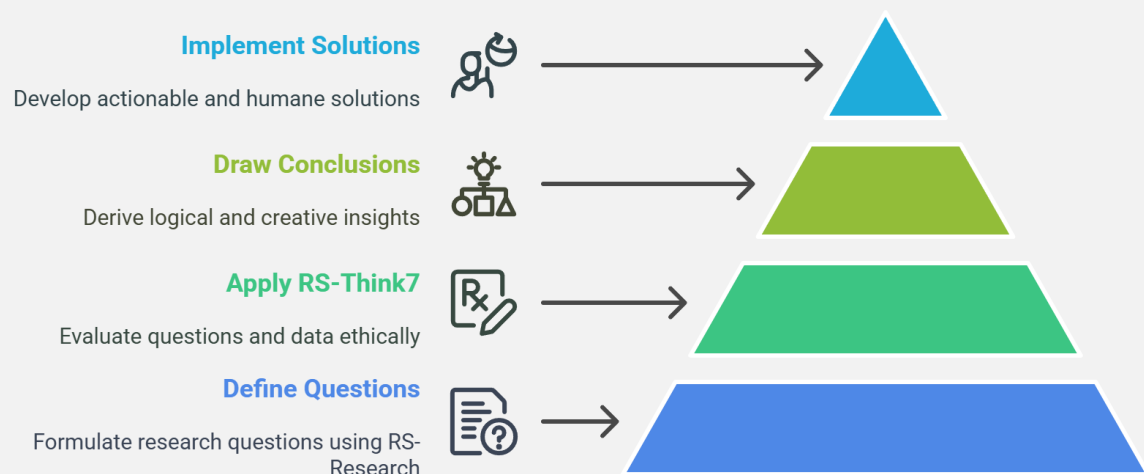 Implement Solutions
Develop actionable and humane solutions
Draw Conclusions
Derive logical and creative insights
Apply RS-Think7
Evaluate questions and data ethically
Define Questions
Formulate research questions using RS-
Research